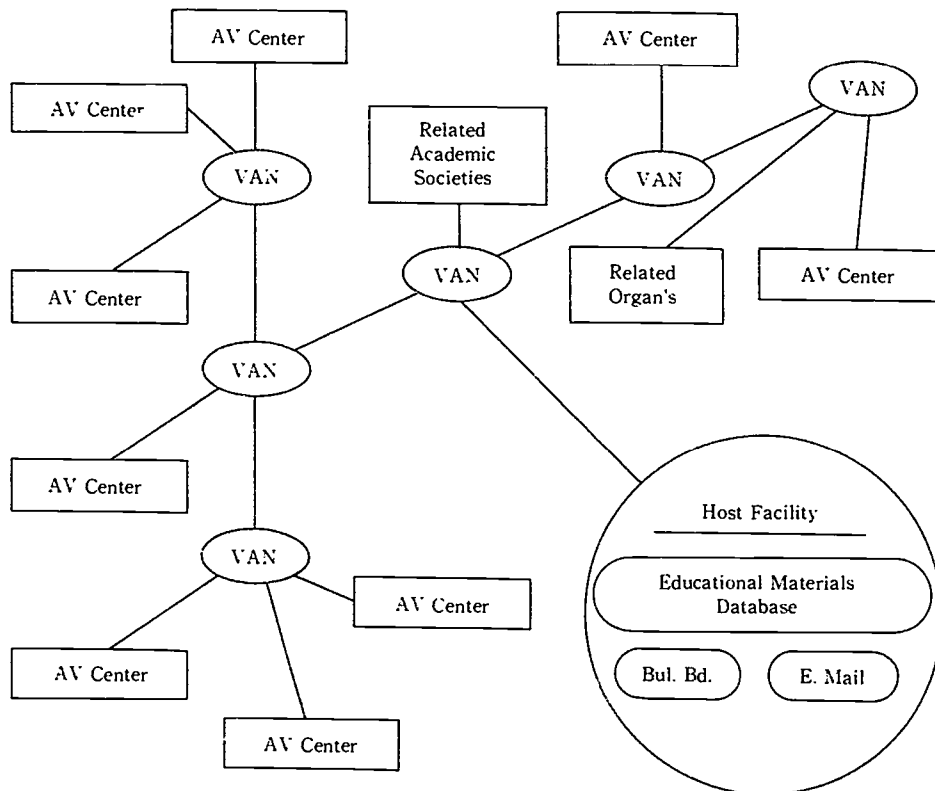 AV Center
AV Center
AV Center
VAN
Related
Academic
Societies
VAN
VAN
AV Center
VAN
Related
Organ's
AV Center
VAN
AV Center
Host Facility
VAN
Educational Materials
Database
AV Center
AV Center
Bul. Bd.
E. Mail
AV Center